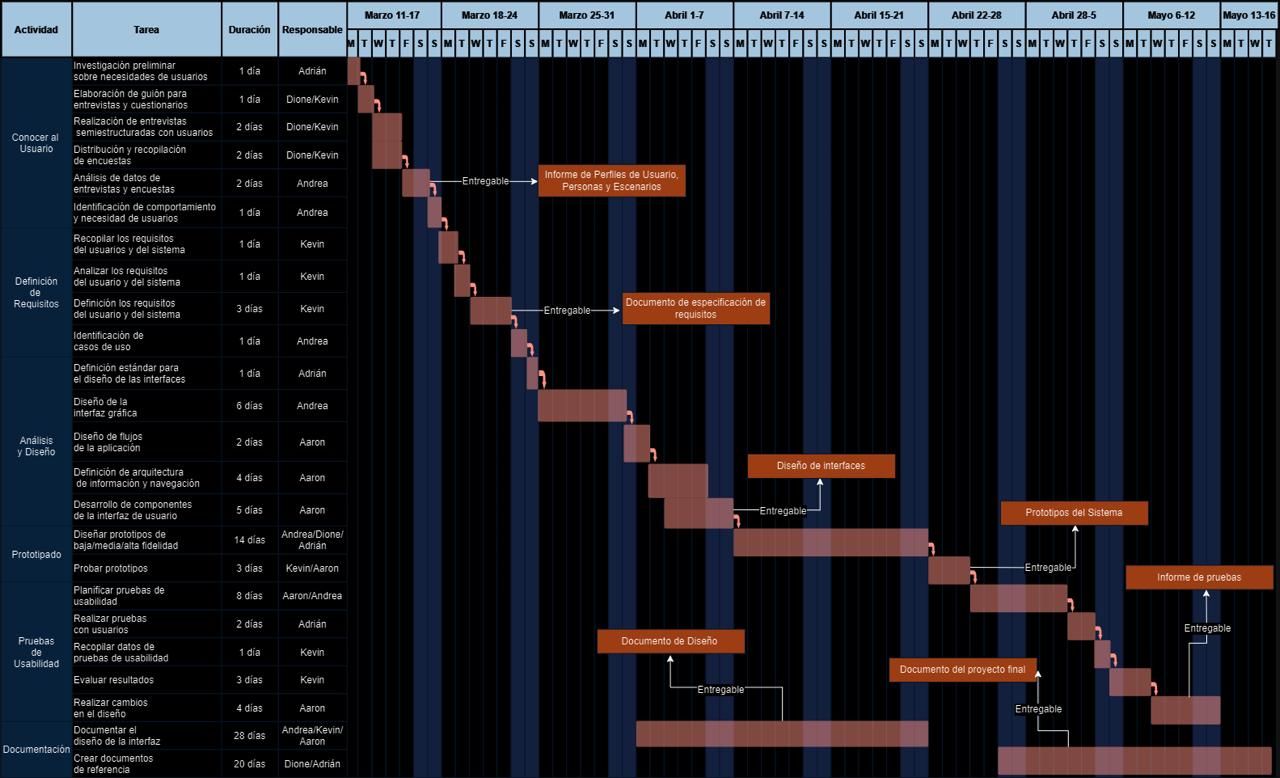 Actividad
Tarea
Duración
Responsable
Marzo 11-17
Marzo 18-24
Marzo 25-31
Abril 1-7
Abril 7-14
Abril 15-21
Abril 22-28
Abril 28-5
Mayo 6-12
Mayo 13-16
M T W T F S S M T W T F S S M T W T F S S M T W T F S S M T W T F S S M T W T F S S M T W T F S S M T W T F S S M T W T F S S M T W T
Conocer al
Usuario
Investigación preliminar
sobre necesidades de usuarios
1 día
Adrián
Elaboración de guión para
entrevistas y cuestionarios
1 día
Dione/Kevin
Realización de entrevistas
semiestructuradas con usuarios
2 días
Dione/Kevin
Distribución y recopilación
de encuestas
2 días
Dione/Kevin
Análisis de datos de
entrevistas y encuestas
2 días
Andrea
Entregable
Informe de Perfiles de Usuario,
Personas y Escenarios
Identificación de comportamiento
y necesidad de usuarios
1 día
Andrea
Definición
de
Requisitos
Recopilar los requisitos
del usuarios y del sistema
1 día
Kevin
Analizar los requisitos
del usuario y del sistema
1 día
Kevin
Definición los requisitos
del usuario y del sistema
3 días
Kevin
Entregable
Documento de especificación de
requisitos
Identificación de
casos de uso
1 día
Andrea
Análisis
y Diseño
Definición estándar para
el diseño de las interfaces
1 día
Adrián
Diseño de la
interfaz gráfica
6 días
Andrea
Diseño de flujos
de la aplicación
2 días
Aaron
Definición de arquitectura
de información y navegación
4 días
Aaron
Diseño de interfaces
Desarrollo de componentes
de la interfaz de usuario
5 días
Aaron
Entregable
Prototipos del Sistema
Prototipado
Diseñar prototipos de
baja/media/alta fidelidad
14 días
Andrea/Dione/
Adrián
Probar prototipos
3 días
Kevin/Aaron
Entregable
Informe de pruebas
Pruebas
de
Usabilidad
Planificar pruebas de
usabilidad
8 días
Aaron/Andrea
Realizar pruebas
con usuarios
2 días
Adrián
Entregable
Documento de Diseño
Recopilar datos de
pruebas de usabilidad
1 día
Kevin
Documento del proyecto final
Evaluar resultados
3 días
Kevin
Entregable
Realizar cambios
en el diseño
4 días
Aaron
Entregable
Documentación
Documentar el
diseño de la interfaz
28 días
Andrea/Kevin/
Aaron
Crear documentos
de referencia
20 días
Dione/Adrián